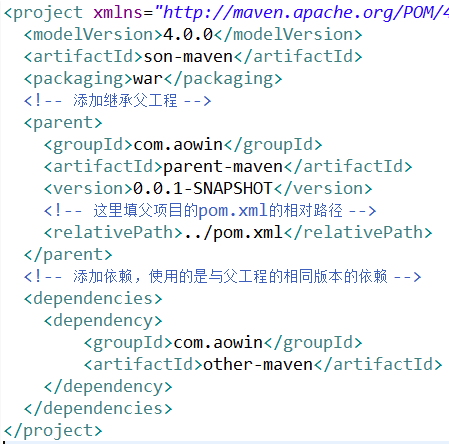 <project xmlns="http://maven.apache.org/POM/4
<modelVersion>4.0.0</modelVersion>
<artifactId>son-maven</artifactId>
<packaging>war</packaging>
<!-- 添加继承父工程 -->
<parent>
<groupId>com.aowin</groupId>
<artifactId>parent-maven</artifactId>
<version>0.0.1-SNAPSHOT</version>
<!-- 这里填父项目的pom.xml的相对路径 -->
<relativePath>../pom.xml</relativePath>
</parent>
<!-- 添加依赖，使用的是与父工程的相同版本的依赖 -->
<dependencies>
<dependency>
<groupId>com.aowin</groupId>
<artifactId>other-maven</artifactId>
</dependency>
</dependencies>
</project>